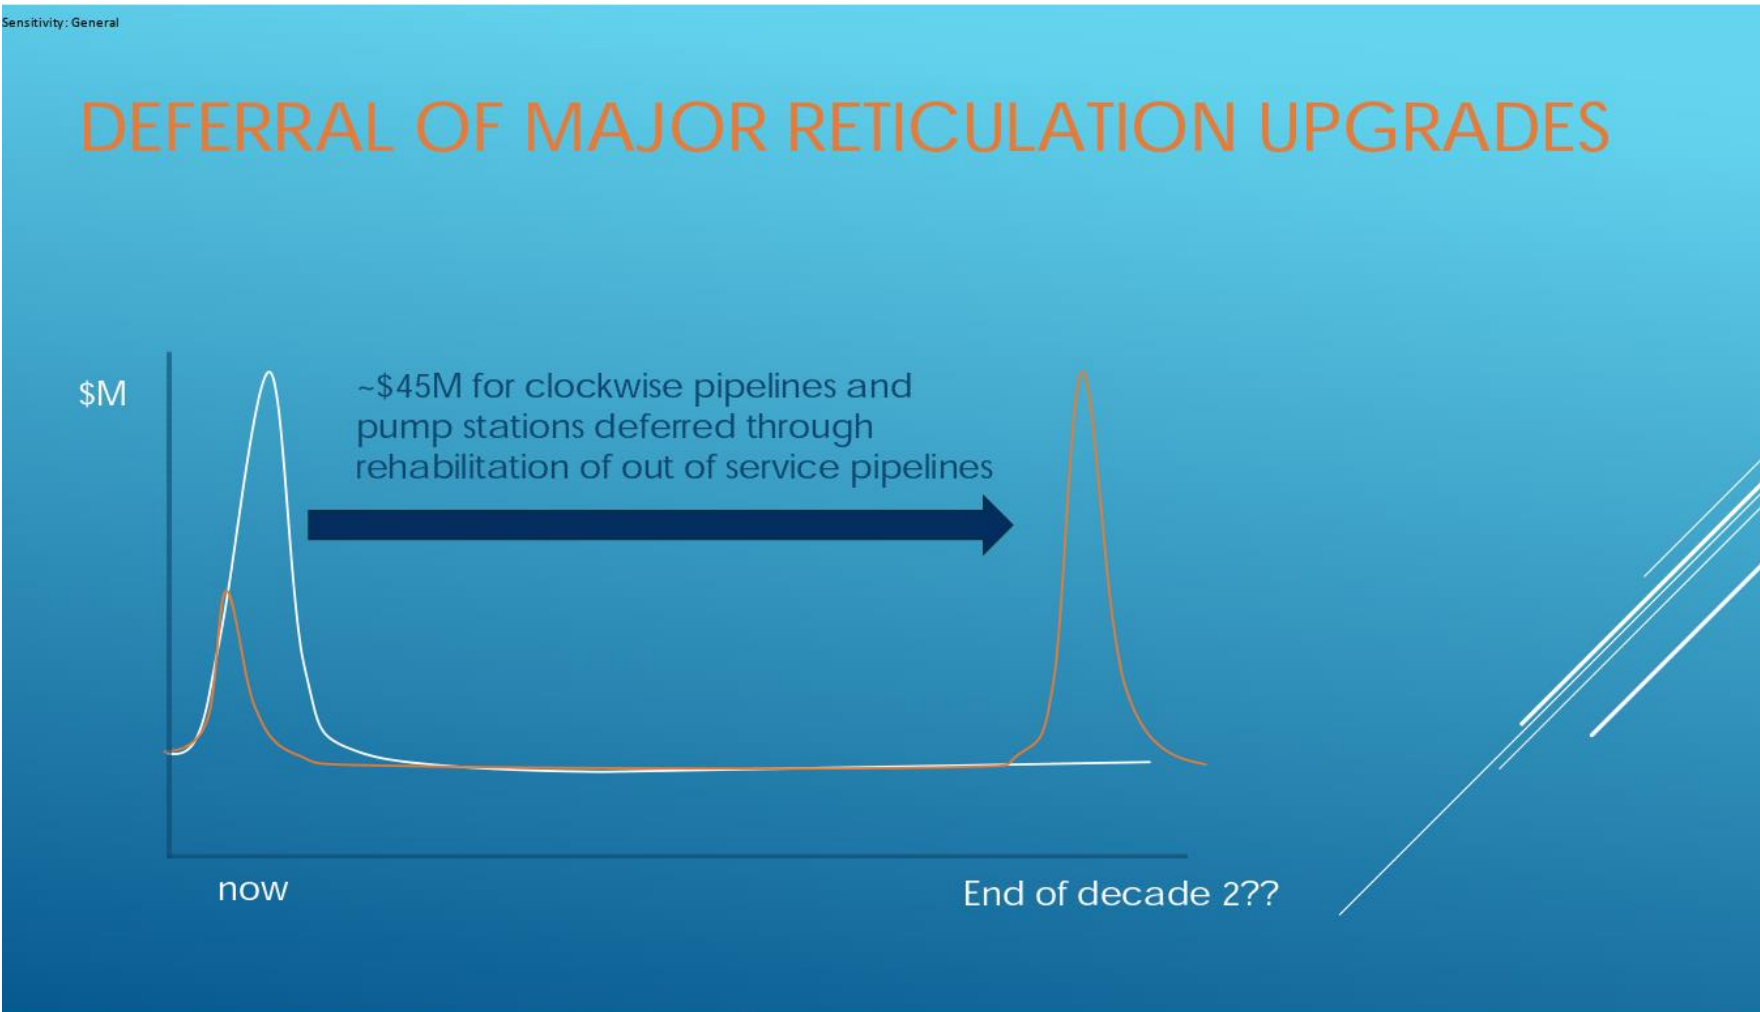 Sensitivity: General
DEFERRAL OF MAJOR RETICULATION UPGRADES
$M
~$45M for clockwise pipelines and
pump stations deferred through
rehabilitation of out of service pipelines
now
End of decade 2??